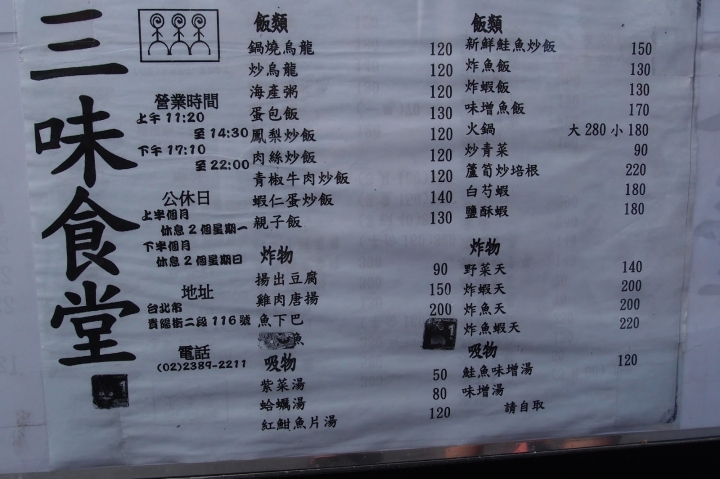 三味食堂
營業時間
上午 11:20
至 14:30
下午 17:10
至 22:00
公休日
上半個月
休息 2 個星期一
下半個月
休息 2 個星期日
地址
台北市
貴陽街二段 116 號
電話
(02)2389-2211
飯類
鍋燒烏龍 120
炒烏龍 120
海產粥 120
蛋包飯 130
鳳梨炒飯 120
肉絲炒飯 120
青椒牛肉炒飯 120
蝦仁蛋炒飯 140
親子飯 130
炸物
揚出豆腐 90
雞肉唐揚 150
魚下巴 200
魚
吸物
紫菜湯 50
蛤蠣湯 80
紅魽魚片湯 120
飯類
新鮮鮭魚炒飯 150
炸魚飯 130
炸蝦飯 130
味增魚飯 170
火鍋 大 280 小 180
炒青菜 90
蘆筍炒培根 220
白芍蝦 180
鹽酥蝦 180
炸物
野菜天 140
炸蝦天 200
炸魚天 200
炸魚蝦天 220
吸物
鮭魚味增湯 120
味增湯
請自取